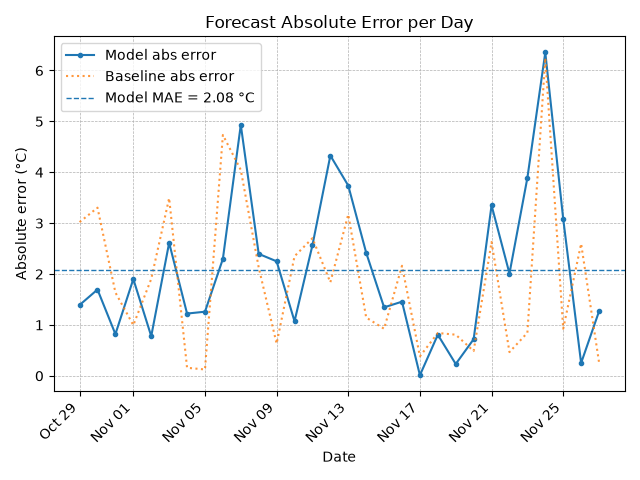 Forecast Absolute Error per Day
Model abs error
Baseline abs error
Model MAE = 2.08 °C
Absolute error (°C)
6
5
4
3
2
1
0
Oct 29
Nov 01
Nov 05
Nov 09
Nov 13
Nov 17
Nov 21
Nov 25
Date